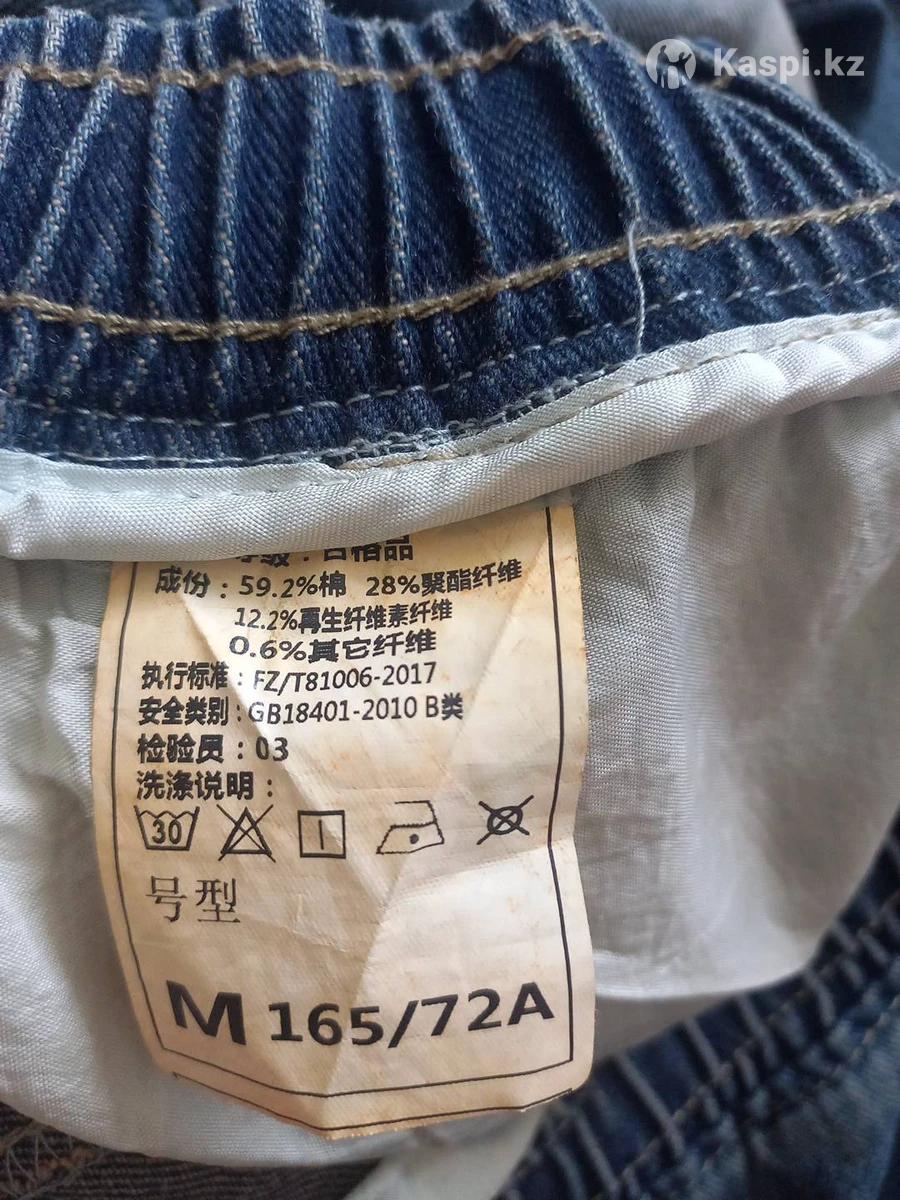 Kaspi.kz
成份：59.2%棉 28%聚酯纤维
12.2%再生纤维素纤维
0.6%其它纤维
执行标准：FZ/T81006-2017
安全类别：GB18401-2010 B类
检验员：03
洗涤说明：
30
号型
M 165/72A